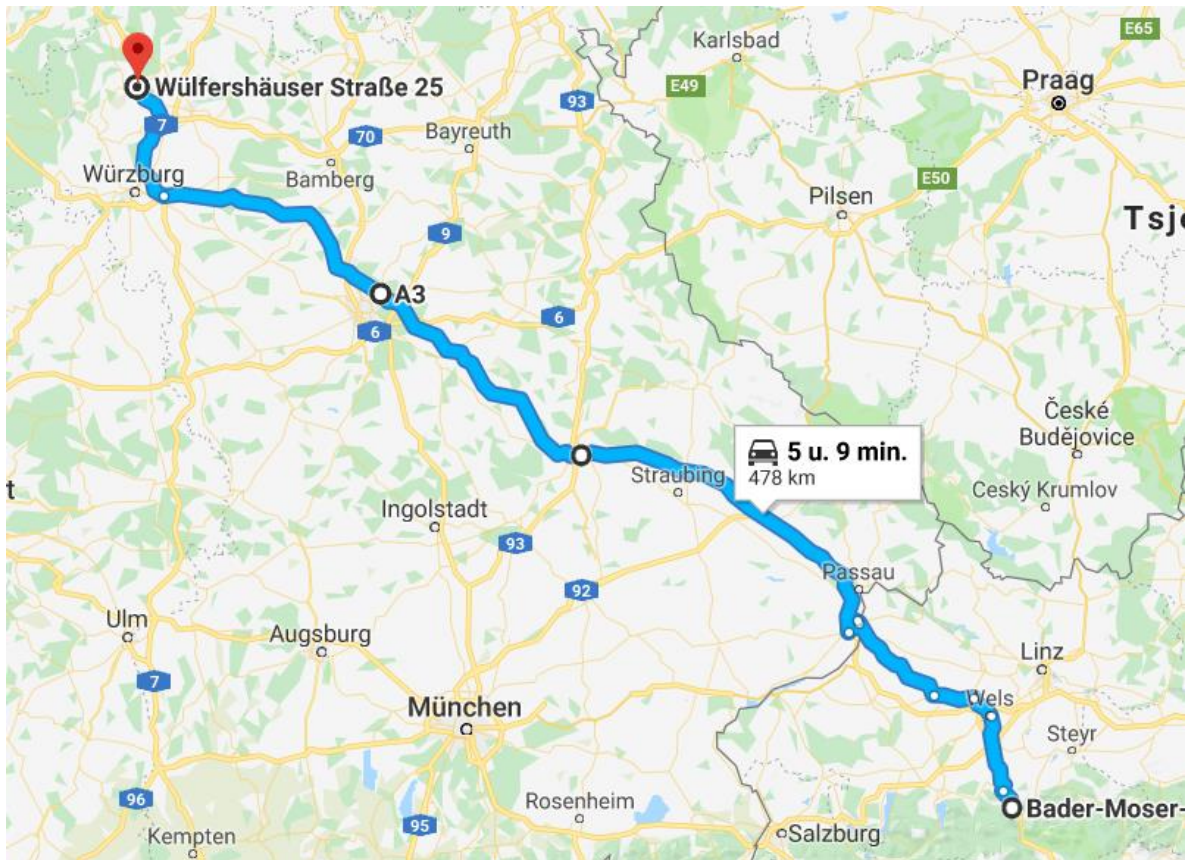 E65
Karlsbad
E49
Praag
93
Wülfershäuser Straße 25
7
70
Bayreuth
Bamberg
Würzburg
E50
Pilsen
Tsje
9
A3
6
6
České
Budějovice
5 u. 9 min.
478 km
Straubing
Český Krumlov
t
Ingolstadt
93
92
Passau
Ulm
Augsburg
Linz
7
München
Wels
Steyr
96
Rosenheim
Bader-Moser-
95
Salzburg
Kempten